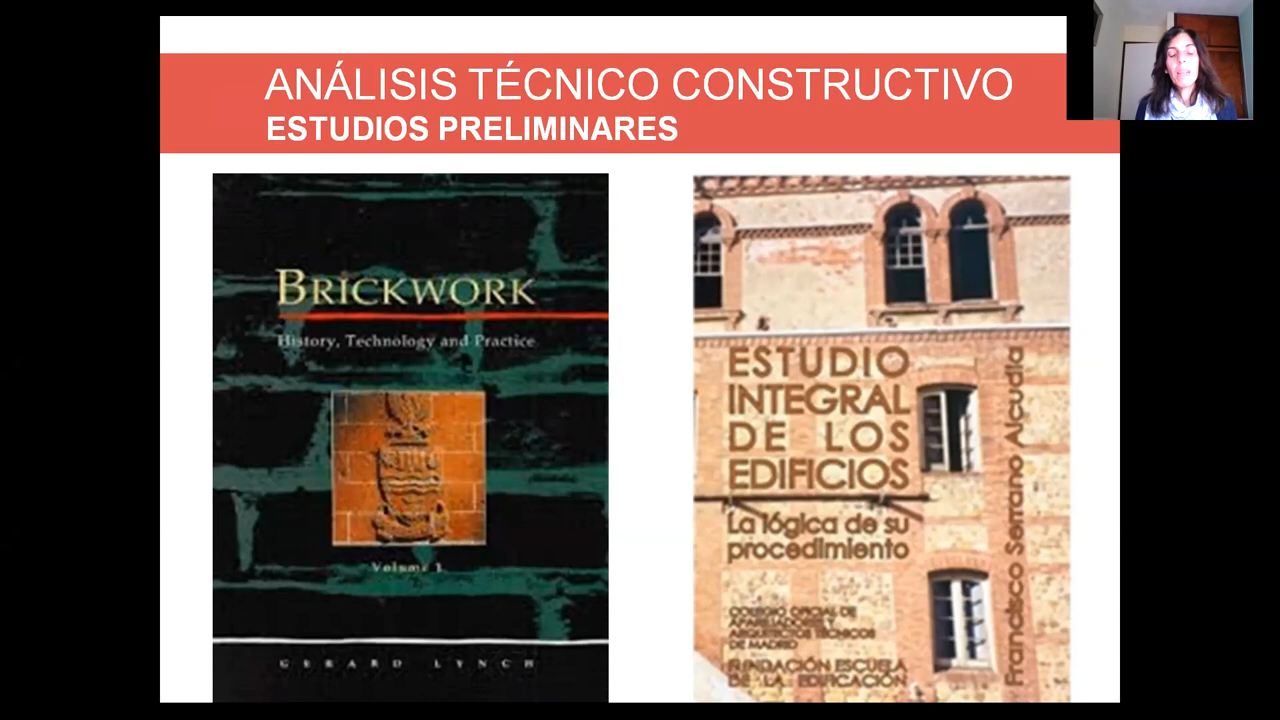 ANÁLISIS TÉCNICO CONSTRUCTIVO
ESTUDIOS PRELIMINARES
BRICKWORK
History, Technology and Practice
Volume 1
GERARD LYNCH
ESTUDIO
INTEGRAL
DE LOS
EDIFICIOS
La lógica de su
procedimiento
Francisco Serrano Alcudia
COLEGIO OFICIAL DE
APAREJADORES Y
ARQUITECTOS TÉCNICOS
DE MADRID
FUNDACIÓN ESCUELA
DE LA EDIFICACIÓN